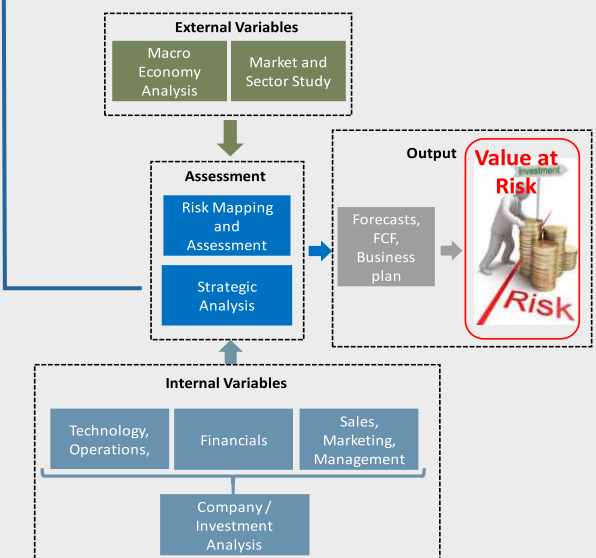 External Variables
Macro
Economy
Analysis
Market and
Sector Study
Assessment
Risk Mapping
and
Assessment
Strategic
Analysis
Output
Forecasts,
FCF,
Business
plan
Value at
Risk
Investment
Risk
Internal Variables
Technology,
Operations,
Financials
Sales,
Marketing,
Management
Company /
Investment
Analysis